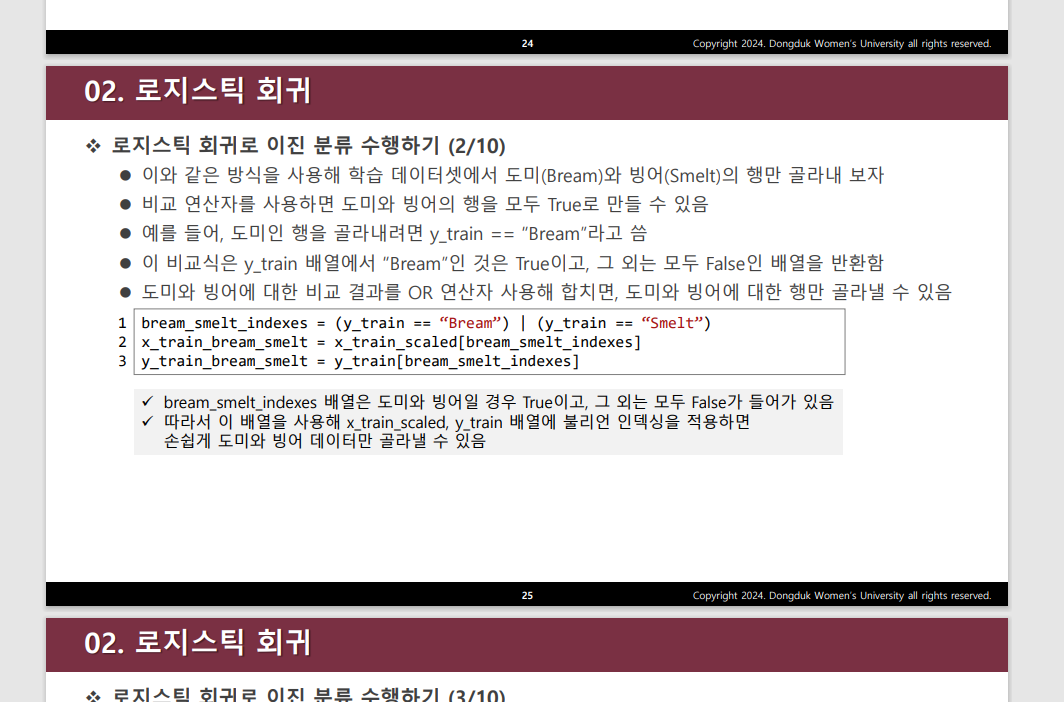 24
Copyright 2024. Dongduk Women's University all rights reserved.
02. 로지스틱 회귀
❖ 로지스틱 회귀로 이진 분류 수행하기 (2/10)
● 이와 같은 방식을 사용해 학습 데이터셋에서 도미(Bream)와 빙어(Smelt)의 행만 골라내 보자
● 비교 연산자를 사용하면 도미와 빙어의 행을 모두 True로 만들 수 있음
● 예를 들어, 도미인 행을 골라내려면 y_train == “Bream”라고 씀
● 이 비교식은 y_train 배열에서 “Bream”인 것은 True이고, 그 외는 모두 False인 배열을 반환함
● 도미와 빙어에 대한 비교 결과를 OR 연산자 사용해 합치면, 도미와 빙어에 대한 행만 골라낼 수 있음
1 bream_smelt_indexes = (y_train == “Bream”) | (y_train == “Smelt”)
2 x_train_bream_smelt = x_train_scaled[bream_smelt_indexes]
3 y_train_bream_smelt = y_train[bream_smelt_indexes]
✓ bream_smelt_indexes 배열은 도미와 빙어일 경우 True이고, 그 외는 모두 False가 들어가 있음
✓ 따라서 이 배열을 사용해 x_train_scaled, y_train 배열에 불리언 인덱싱을 적용하면
손쉽게 도미와 빙어 데이터만 골라낼 수 있음
25
Copyright 2024. Dongduk Women's University all rights reserved.
02. 로지스틱 회귀
❖ 로지스틱 회귀로 이진 분류 수행하기 (3/10)